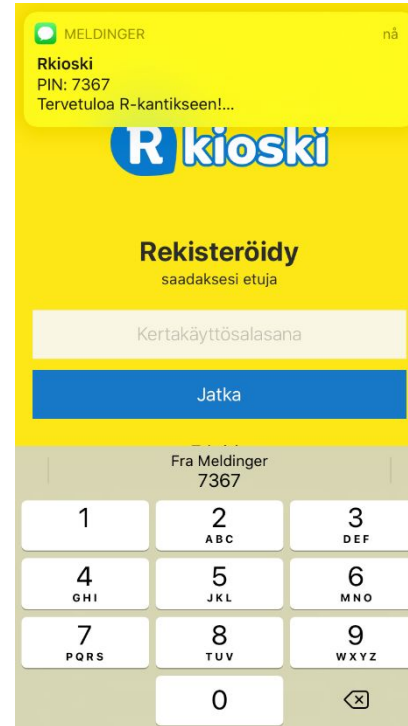 MELDINGER nå
Rkioski
PIN: 7367
Tervetuloa R-kantikseen!...
R kioski
Rekisteröidy
saadaksesi etuja
Kertakäyttösalasana
Jatka
Fra Meldinger
7367
1 2 3
ABC DEF
4 5 6
GHI JKL MNO
7 8 9
PQRS TUV WXYZ
0